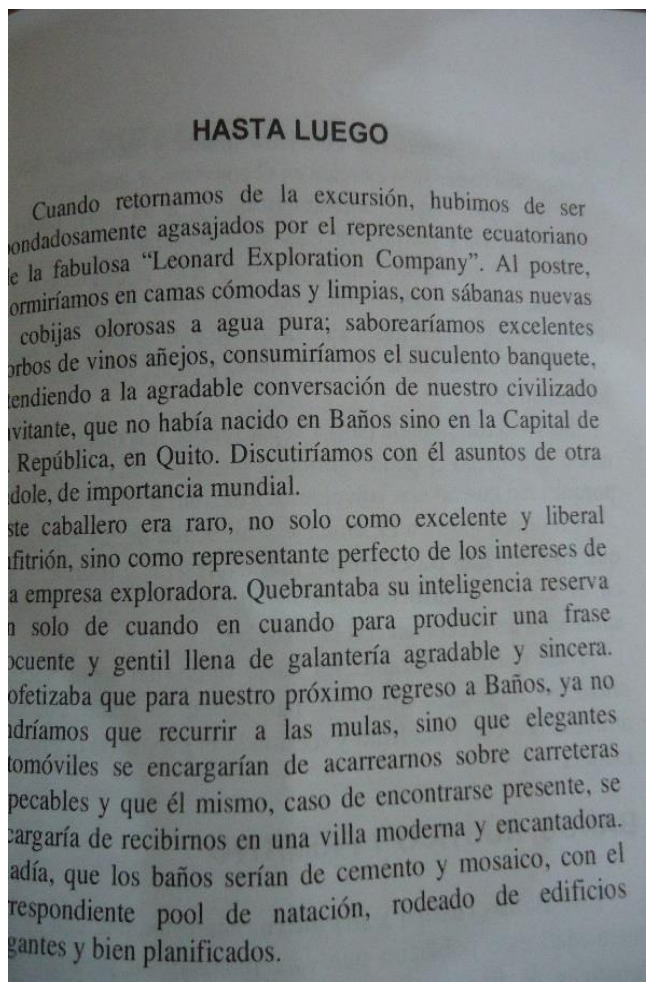 HASTA LUEGO
Cuando retornamos de la excursión, hubimos de ser
ondadosamente agasajados por el representante ecuatoriano
e la fabulosa “Leonard Exploration Company”. Al postre,
ormiríamos en camas cómodas y limpias, con sábanas nuevas
cobijas olorosas a agua pura; saborearíamos excelentes
orbos de vinos añejos, consumiríamos el suculento banquete,
tendiendo a la agradable conversación de nuestro civilizado
vitante, que no había nacido en Baños sino en la Capital de
República, en Quito. Discutiríamos con él asuntos de otra
dole, de importancia mundial.
ste caballero era raro, no solo como excelente y liberal
fitrión, sino como representante perfecto de los intereses de
a empresa exploradora. Quebrantaba su inteligencia reserva
n solo de cuando en cuando para producir una frase
ocuente y gentil llena de galantería agradable y sincera.
ofetizaba que para nuestro próximo regreso a Baños, ya no
ndríamos que recurrir a las mulas, sino que elegantes
tomóviles se encargarían de acarrearnos sobre carreteras
pecables y que él mismo, caso de encontrarse presente, se
cargaría de recibirnos en una villa moderna y encantadora.
adía, que los baños serían de cemento y mosaico, con el
rrespondiente pool de natación, rodeado de edificios
gantes y bien planificados.